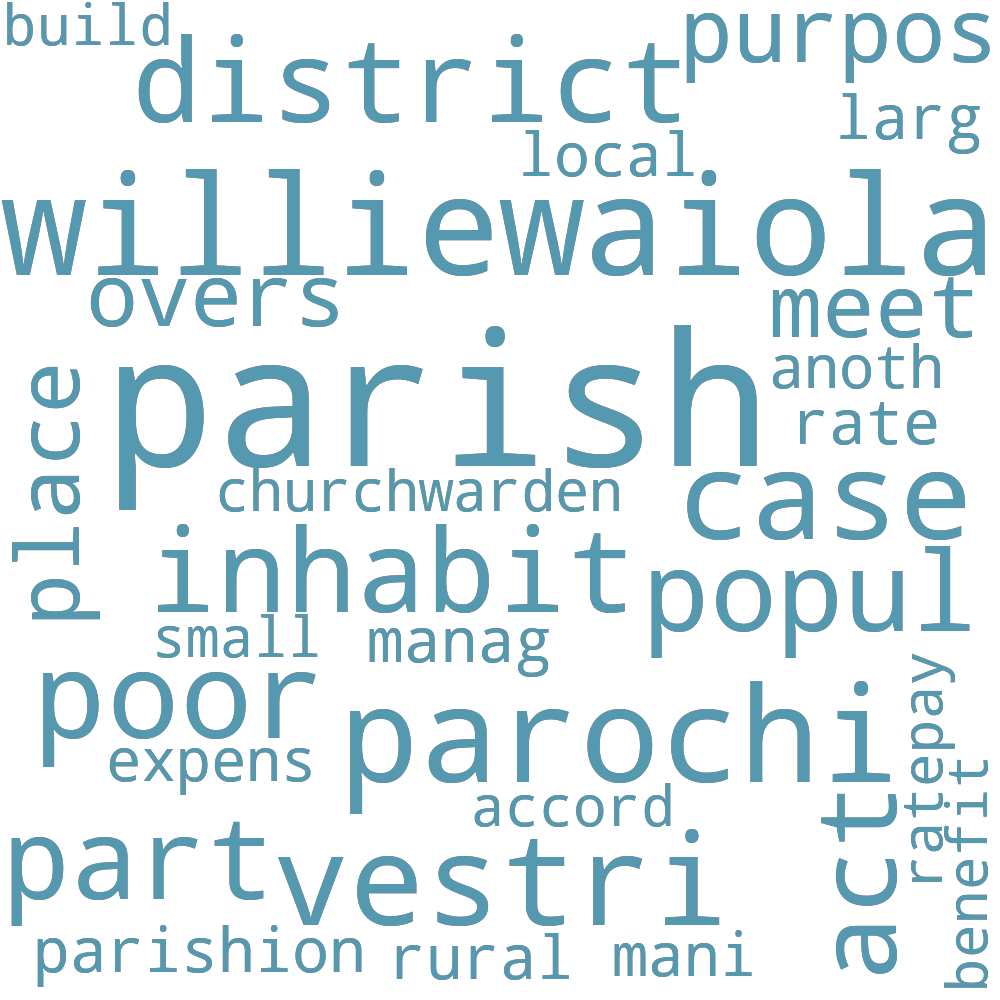 build
district
purpos
larg
local
williewaiola
overs
meet
anoth
parish
place
rate
churchwarden
case
inhabit
popul
small
manag
poor
parochi
expens
ratepay
benefit
accord
act
part
vestri
parishion
rural
mani